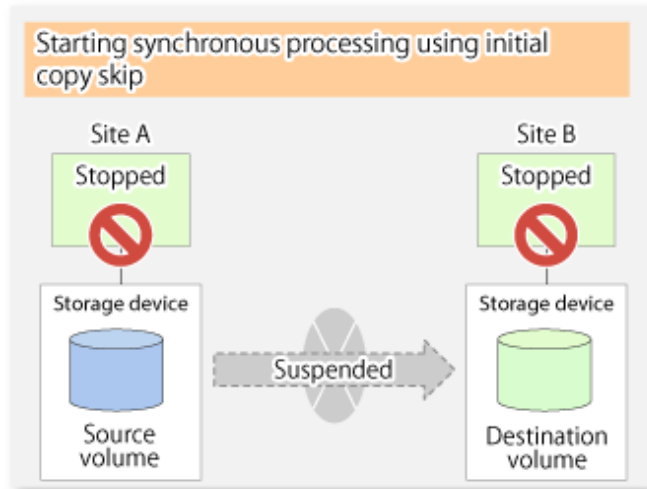 Starting synchronous processing using initial
copy skip
Site A
Site B
Stopped
Stopped
Storage device
Storage device
Suspended
Source
volume
Destination
volume